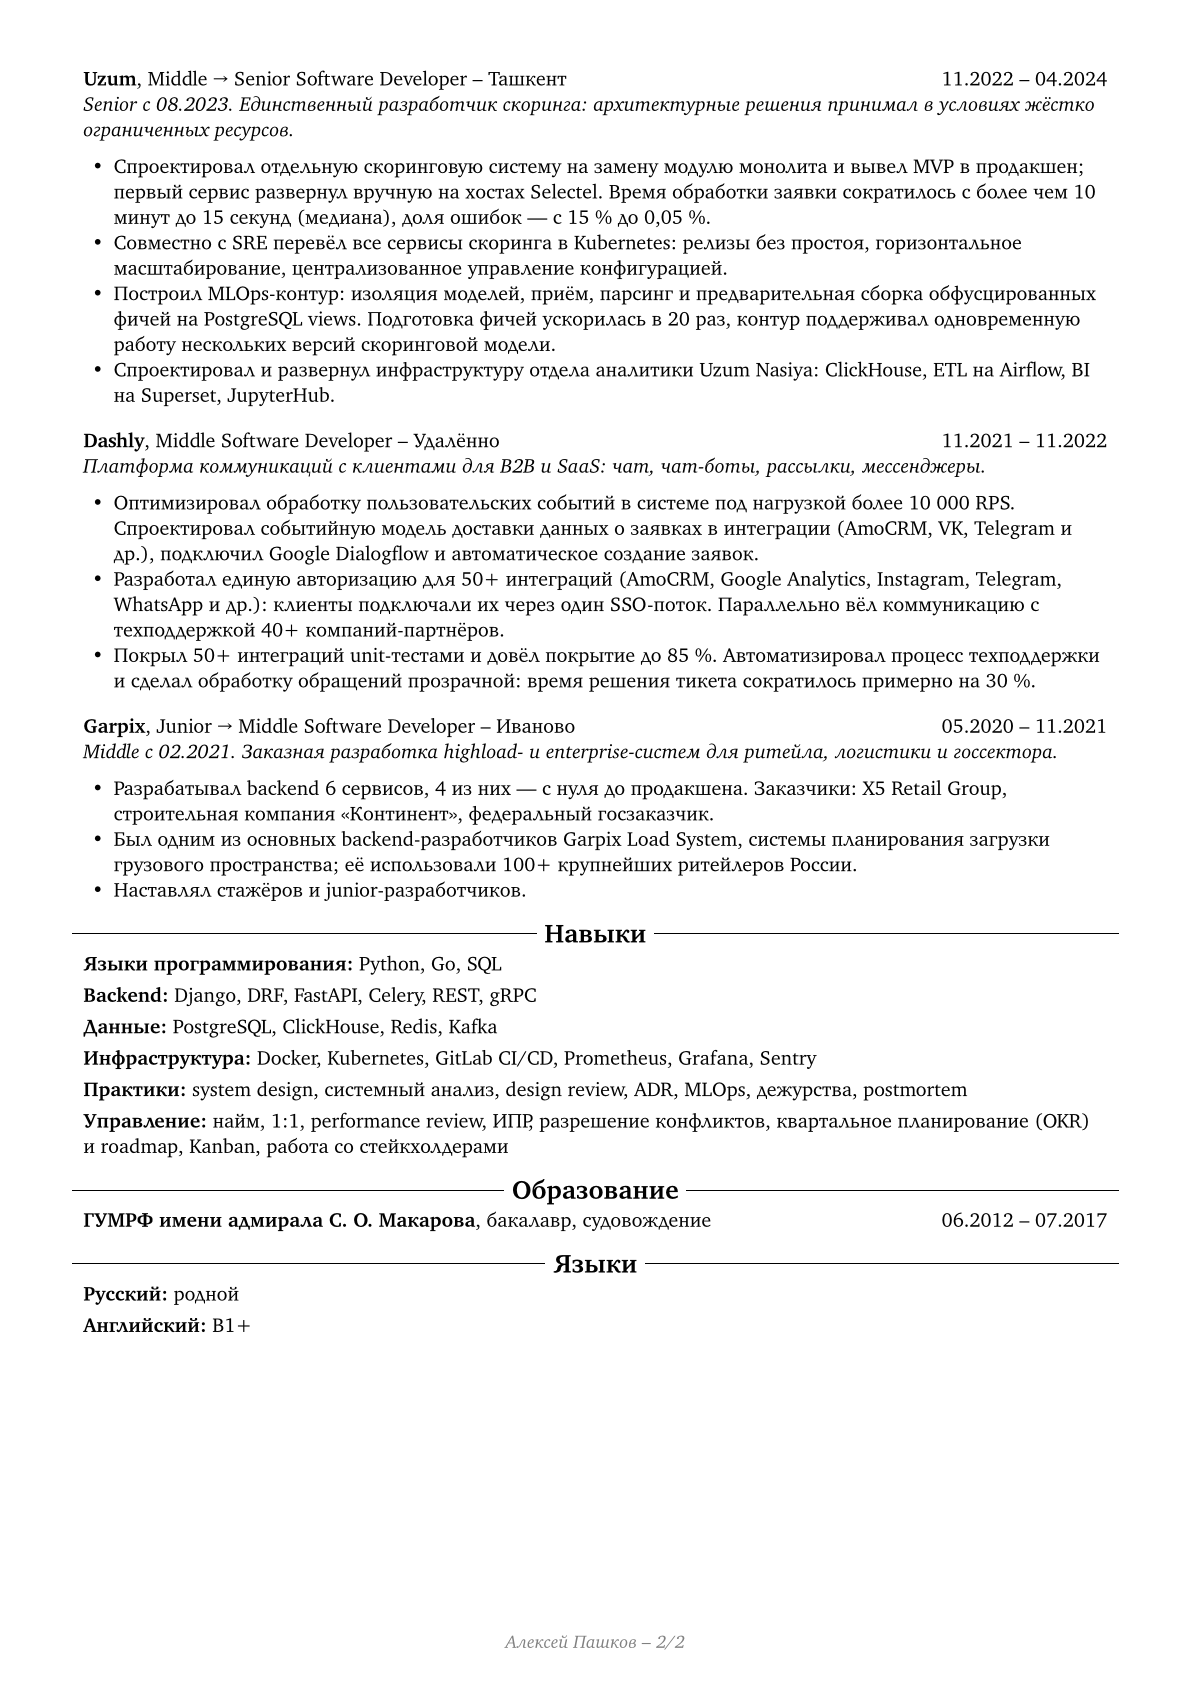 Uzum, Middle → Senior Software Developer – Ташкент 11.2022 – 04.2024
Senior с 08.2023. Единственный разработчик скоринга: архитектурные решения принимал в условиях жёстко
ограниченных ресурсов.
• Спроектировал отдельную скоринговую систему на замену модулю монолита и вывел MVP в продакшен;
первый сервис развернул вручную на хостах Selectel. Время обработки заявки сократилось с более чем 10
минут до 15 секунд (медиана), доля ошибок — с 15 % до 0,05 %.
• Совместно с SRE перевёл все сервисы скоринга в Kubernetes: релизы без простоя, горизонтальное
масштабирование, централизованное управление конфигурацией.
• Построил MLOps-контур: изоляция моделей, приём, парсинг и предварительная сборка обфусцированных
фичей на PostgreSQL views. Подготовка фичей ускорилась в 20 раз, контур поддерживал одновременную
работу нескольких версий скоринговой модели.
• Спроектировал и развернул инфраструктуру отдела аналитики Uzum Nasiya: ClickHouse, ETL на Airflow, BI
на Superset, JupyterHub.
Dashly, Middle Software Developer – Удалённо 11.2021 – 11.2022
Платформа коммуникаций с клиентами для B2B и SaaS: чат, чат-боты, рассылки, мессенджеры.
• Оптимизировал обработку пользовательских событий в системе под нагрузкой более 10 000 RPS.
Спроектировал событийную модель доставки данных о заявках в интеграции (AmoCRM, VK, Telegram и
др.), подключил Google Dialogflow и автоматическое создание заявок.
• Разработал единую авторизацию для 50+ интеграций (AmoCRM, Google Analytics, Instagram, Telegram,
WhatsApp и др.): клиенты подключали их через один SSO-поток. Параллельно вёл коммуникацию с
техподдержкой 40+ компаний-партнёров.
• Покрыл 50+ интеграций unit-тестами и довёл покрытие до 85 %. Автоматизировал процесс техподдержки
и сделал обработку обращений прозрачной: время решения тикета сократилось примерно на 30 %.
Garpix, Junior → Middle Software Developer – Иваново 05.2020 – 11.2021
Middle с 02.2021. Заказная разработка highload- и enterprise-систем для ритейла, логистики и госсектора.
• Разрабатывал backend 6 сервисов, 4 из них — с нуля до продакшена. Заказчики: X5 Retail Group,
строительная компания «Континент», федеральный госзаказчик.
• Был одним из основных backend-разработчиков Garpix Load System, системы планирования загрузки
грузового пространства; её использовали 100+ крупнейших ритейлеров России.
• Наставлял стажёров и junior-разработчиков.
Навыки
Языки программирования: Python, Go, SQL
Backend: Django, DRF, FastAPI, Celery, REST, gRPC
Данные: PostgreSQL, ClickHouse, Redis, Kafka
Инфраструктура: Docker, Kubernetes, GitLab CI/CD, Prometheus, Grafana, Sentry
Практики: system design, системный анализ, design review, ADR, MLOps, дежурства, postmortem
Управление: найм, 1:1, performance review, ИПР, разрешение конфликтов, квартальное планирование (OKR)
и roadmap, Kanban, работа со стейкхолдерами
Образование
ГУМРФ имени адмирала С. О. Макарова, бакалавр, судовождение 06.2012 – 07.2017
Языки
Русский: родной
Английский: B1+
Алексей Пашков – 2/2